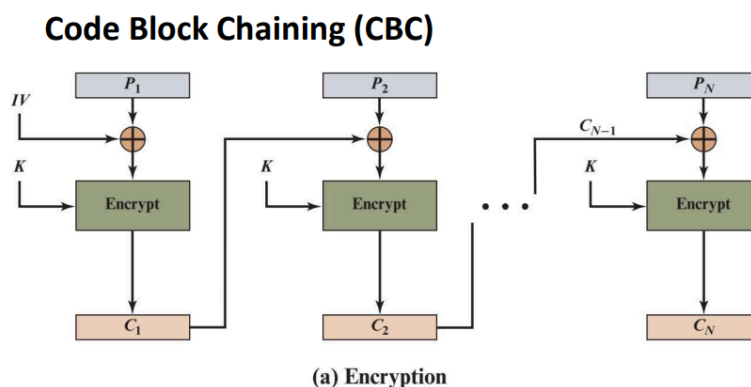 Code Block Chaining (CBC)
P1 P2 PN
IV CN−1
K K K
Encrypt Encrypt • • • Encrypt
C1 C2 CN
(a) Encryption